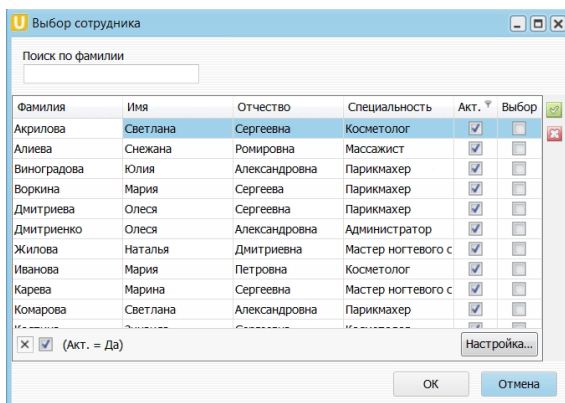 U Выбор сотрудника
Поиск по фамилии
Фамилия Имя Отчество Специальность Акт. Выбор
Акрилова Светлана Сергеевна Косметолог
Алиева Снежана Ромировна Массажист
Виноградова Юлия Александровна Парикмахер
Воркина Мария Сергеева Парикмахер
Дмитриева Олеся Сергеевна Парикмахер
Дмитриенко Олеся Александровна Администратор
Жилова Наталья Дмитриевна Мастер ногтевого с
Иванова Мария Петровна Косметолог
Карева Марина Сергеевна Мастер ногтевого с
Комарова Светлана Александровна Парикмахер
(Акт. = Да) Настройка...
ОК Отмена